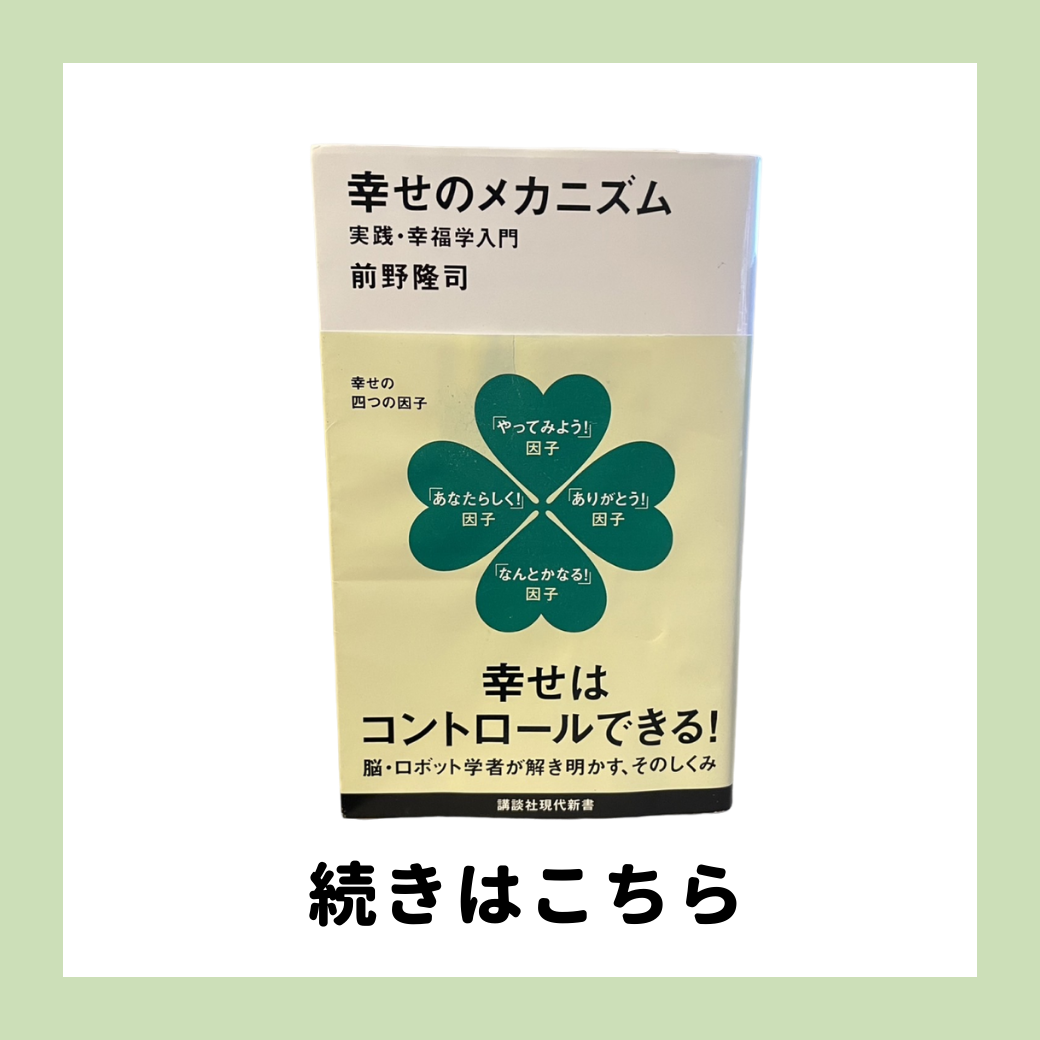 幸せのメカニズム
実践・幸福学入門
前野隆司
幸せの
四つの因子
「やってみよう!」
因子
「あなたらしく!」
因子
「ありがとう!」
因子
「なんとかなる!」
因子
幸せは
コントロールできる!
脳・ロボット学者が解き明かす、そのしくみ
講談社現代新書
続きはこちら